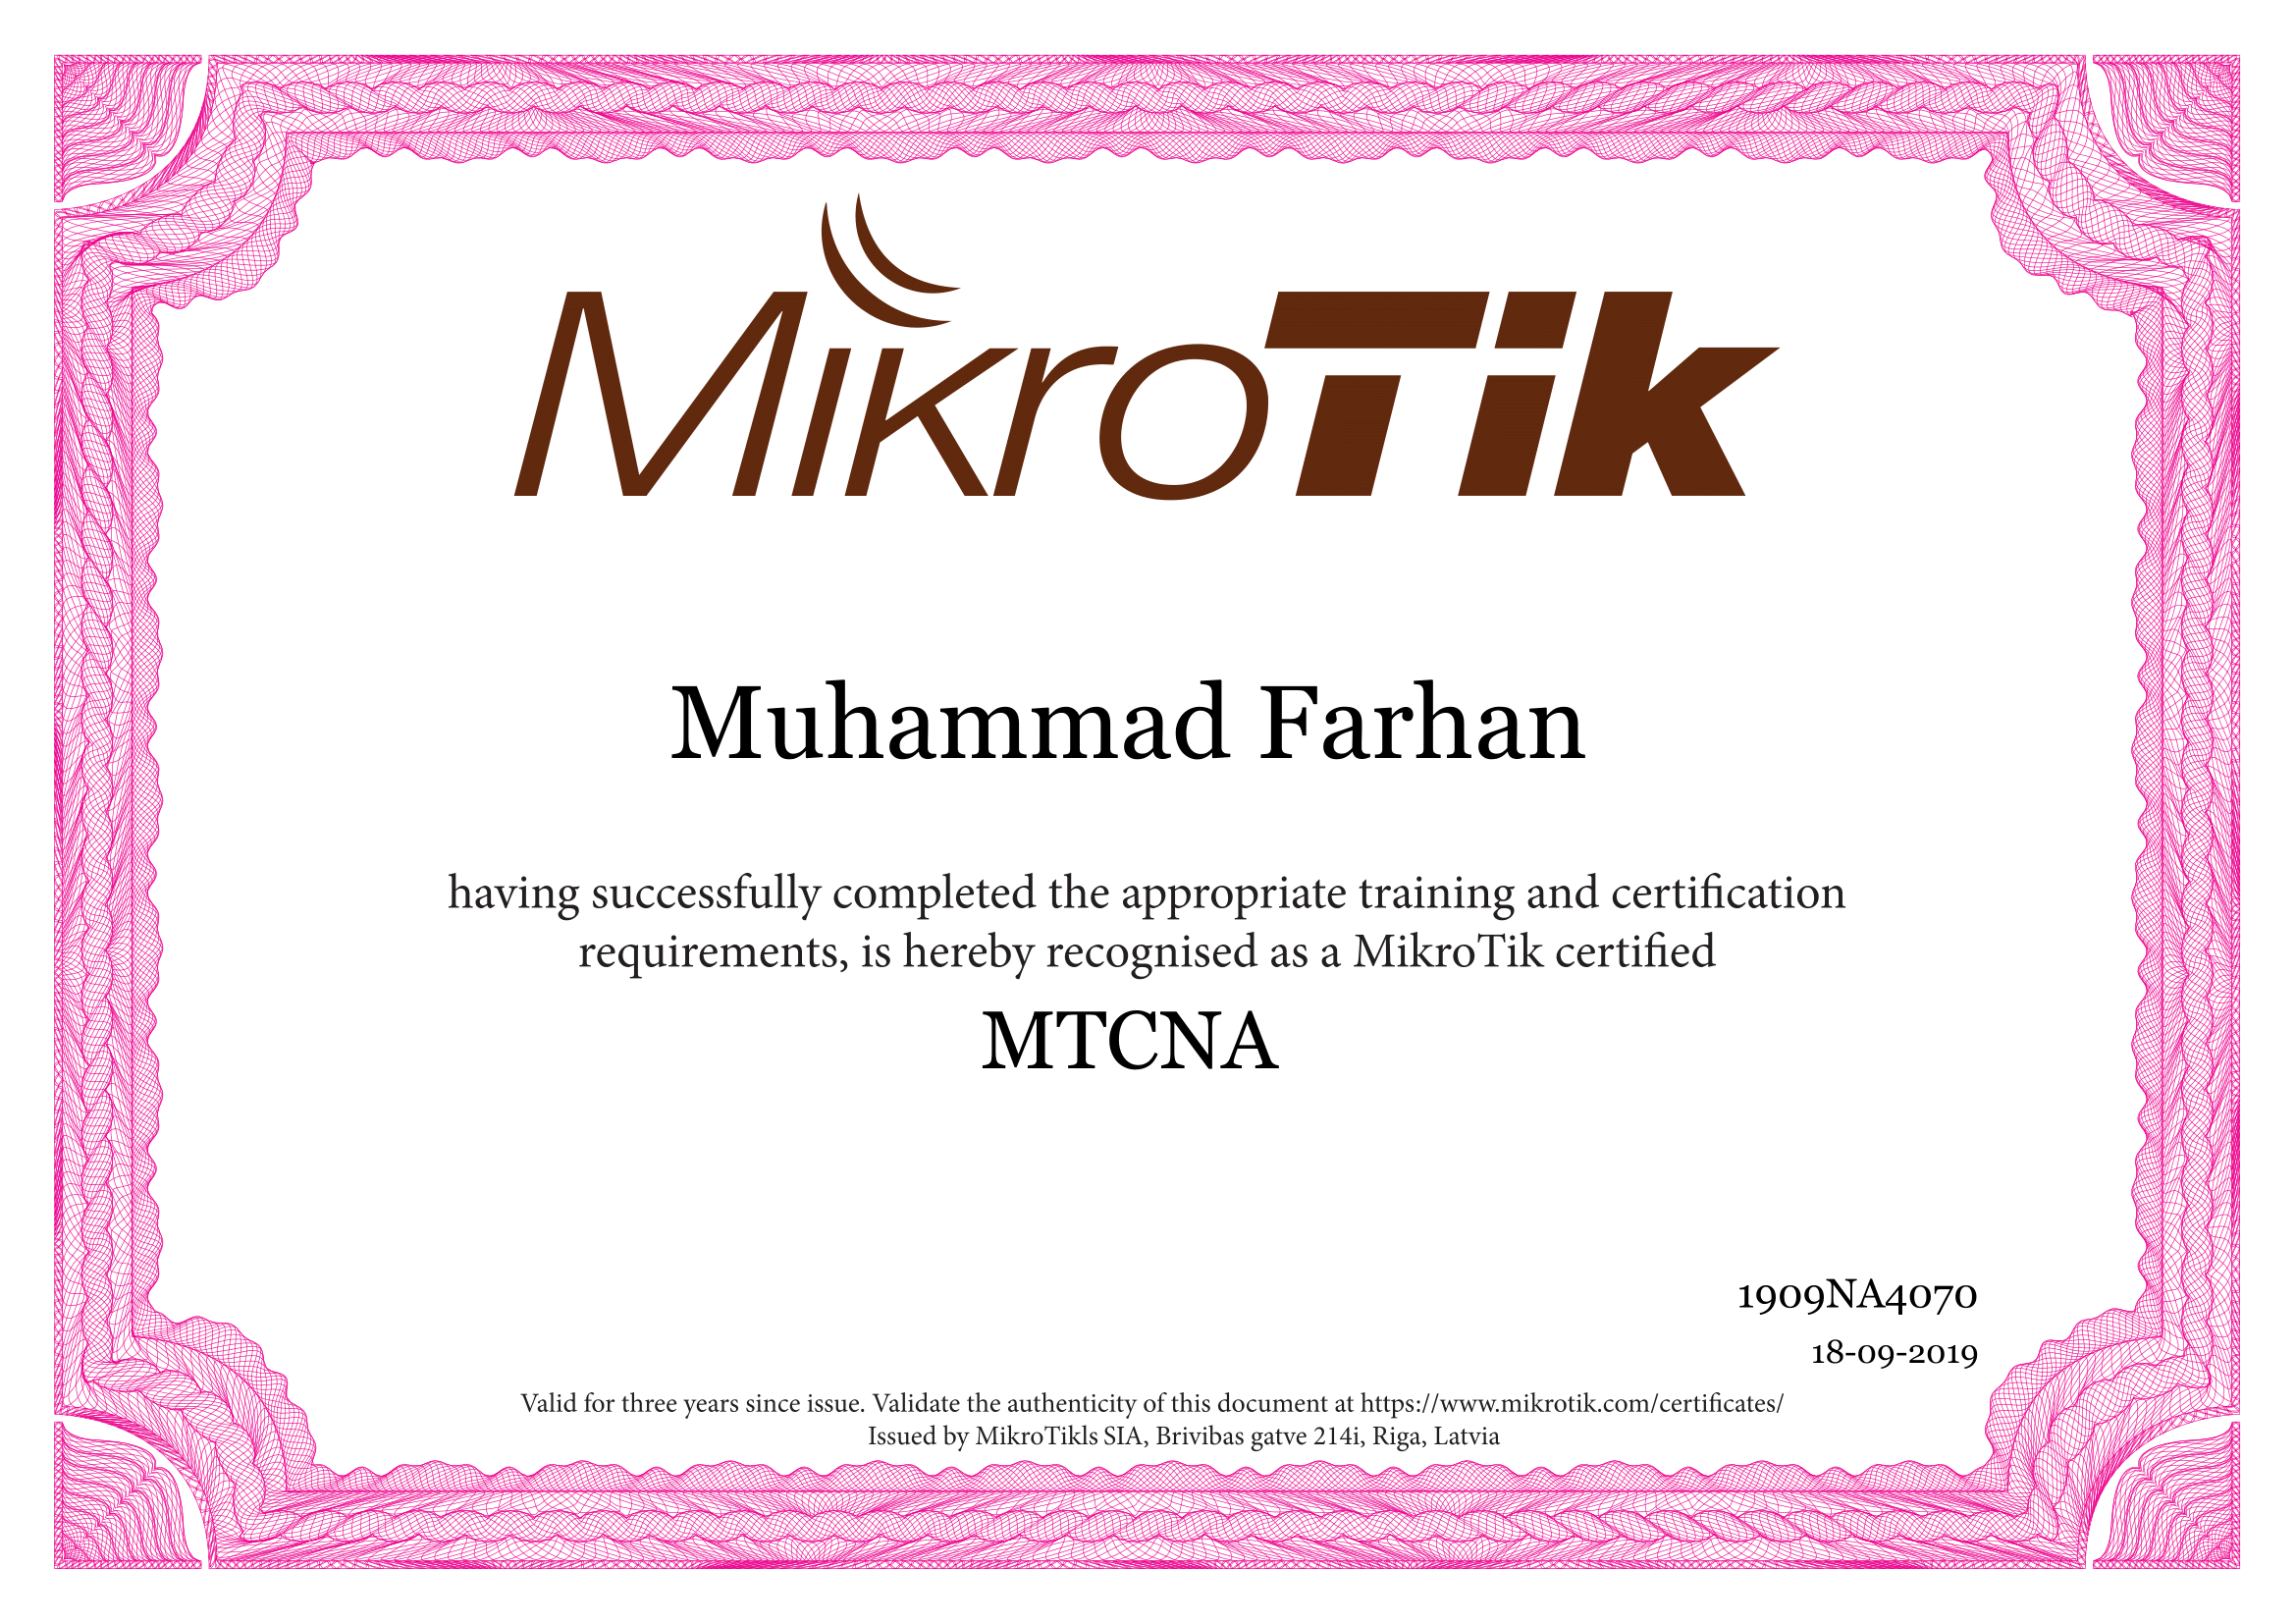 MikroTik
Muhammad Farhan
having successfully completed the appropriate training and certification
requirements, is hereby recognised as a MikroTik certified
MTCNA
1909NA4070
18-09-2019
Valid for three years since issue. Validate the authenticity of this document at https://www.mikrotik.com/certificates/
Issued by MikroTikls SIA, Brivibas gatve 214i, Riga, Latvia